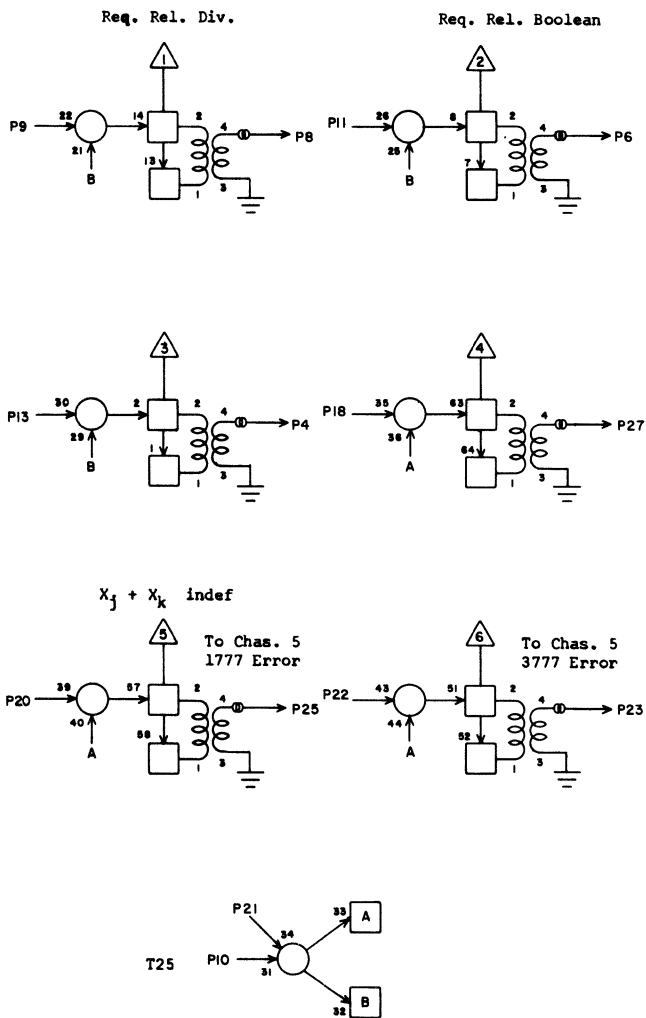 Req. Rel. Div.
Req. Rel. Boolean
1
2
P9 22 14 2 4 P8
21 13 3
B 1
P11 26 8 2 4 P6
25 7 3
B 1
3
4
P13 30 2 2 4 P4
29 1 3
B 1
P18 35 63 2 4 P27
36 64 3
A 1
Xj + Xk indef
5
To Chas. 5
1777 Error
6
To Chas. 5
3777 Error
P20 39 57 2 4 P25
40 58 3
A 1
P22 43 51 2 4 P23
44 52 3
A 1
P21 34 33 A
T25 P10 31
32 B